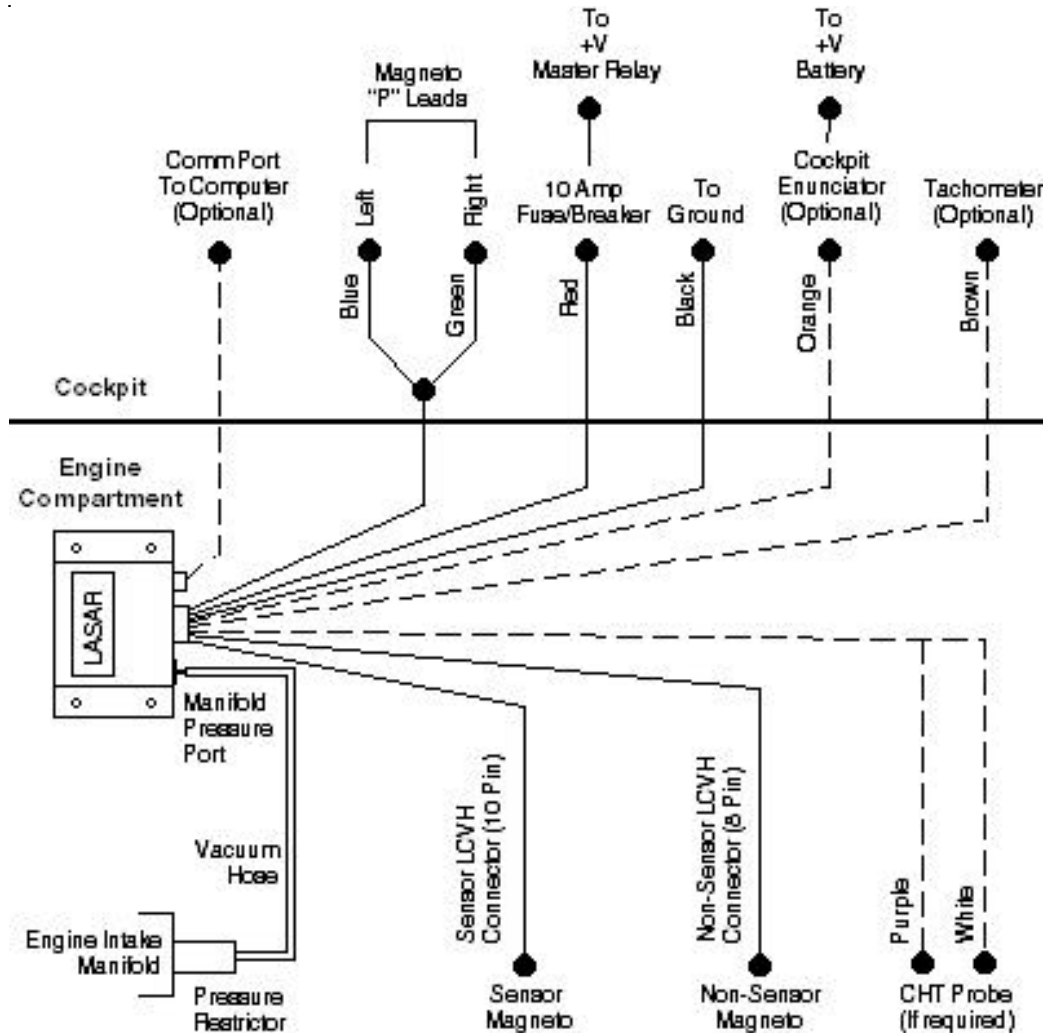 To
+V
Master Relay
To
+V
Battery
Magneto
"P" Leads
Comm Port
To Computer
(Optional)
Left
Right
10 Amp
Fuse/Breaker
To
Ground
Cockpit
Enunciator
(Optional)
Tachometer
(Optional)
Blue
Green
Red
Black
Orange
Brown
Cockpit
Engine
Compartment
LASAR
Manifold
Pressure
Port
Vacuum
Hose
Engine Intake
Manifold
Pressure
Restrictor
Sensor LCVH
Connector (10 Pin)
Sensor
Magneto
Non-Sensor LCVH
Connector (8 Pin)
Non-Sensor
Magneto
Purple
White
CHT Probe
(If required)